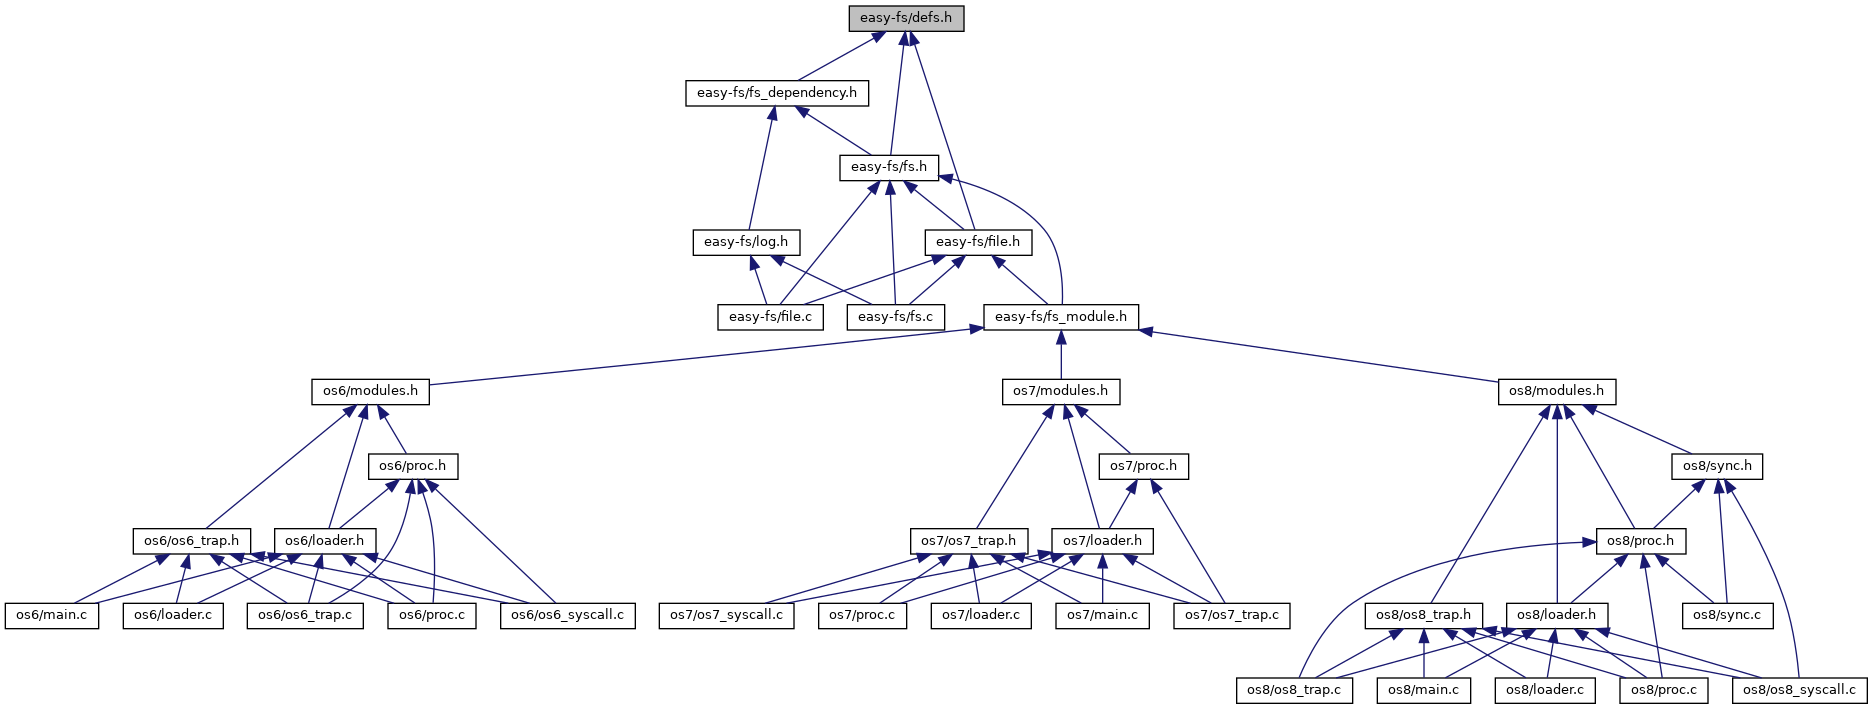 easy-fs/defs.h
easy-fs/fs_dependency.h
easy-fs/fs.h
easy-fs/log.h
easy-fs/file.h
easy-fs/file.c
easy-fs/fs.c
easy-fs/fs_module.h
os6/modules.h
os7/modules.h
os8/modules.h
os6/proc.h
os7/proc.h
os8/sync.h
os6/os6_trap.h
os6/loader.h
os7/os7_trap.h
os7/loader.h
os8/proc.h
os6/main.c
os6/loader.c
os6/os6_trap.c
os6/proc.c
os6/os6_syscall.c
os7/os7_syscall.c
os7/proc.c
os7/loader.c
os7/main.c
os7/os7_trap.c
os8/os8_trap.h
os8/loader.h
os8/sync.c
os8/os8_trap.c
os8/main.c
os8/loader.c
os8/proc.c
os8/os8_syscall.c